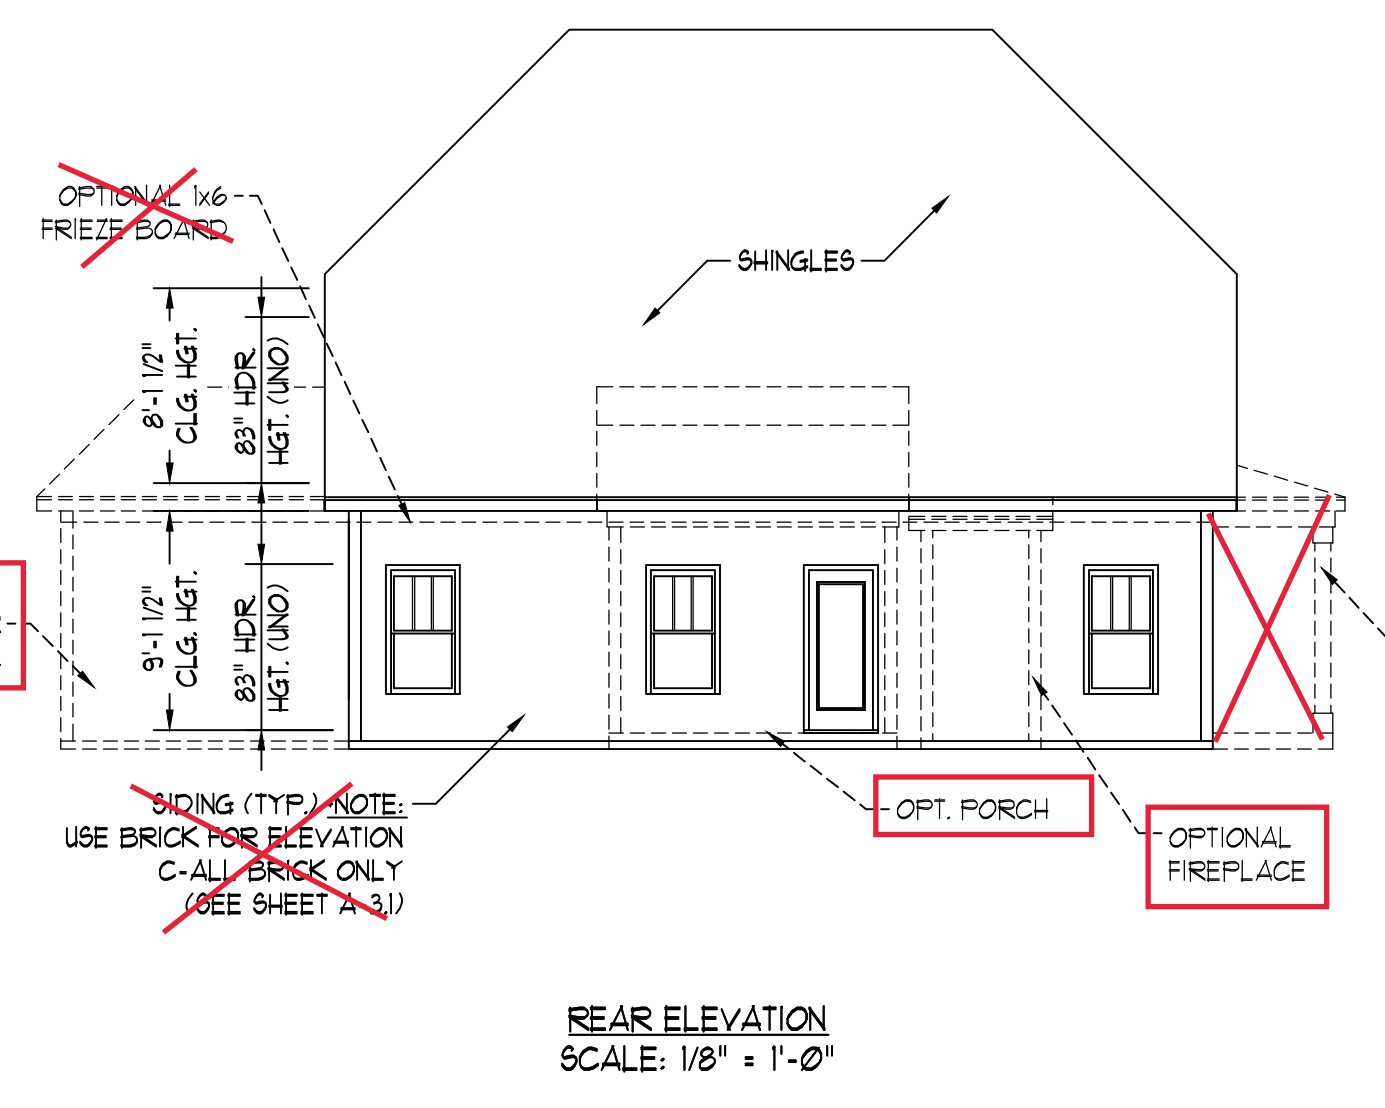 OPTIONAL 1x6
FRIEZE BOARD
SHINGLES
8'-1 1/2"
CLG. HGT.
83" HDR.
HGT. (UNO)
9'-1 1/2"
CLG. HGT.
83" HDR.
HGT. (UNO)
SIDING (TYP.) NOTE:
USE BRICK FOR ELEVATION
C-ALL BRICK ONLY
(SEE SHEET A-3.1)
OPT. PORCH
OPTIONAL
FIREPLACE
REAR ELEVATION
SCALE: 1/8" = 1'-0"